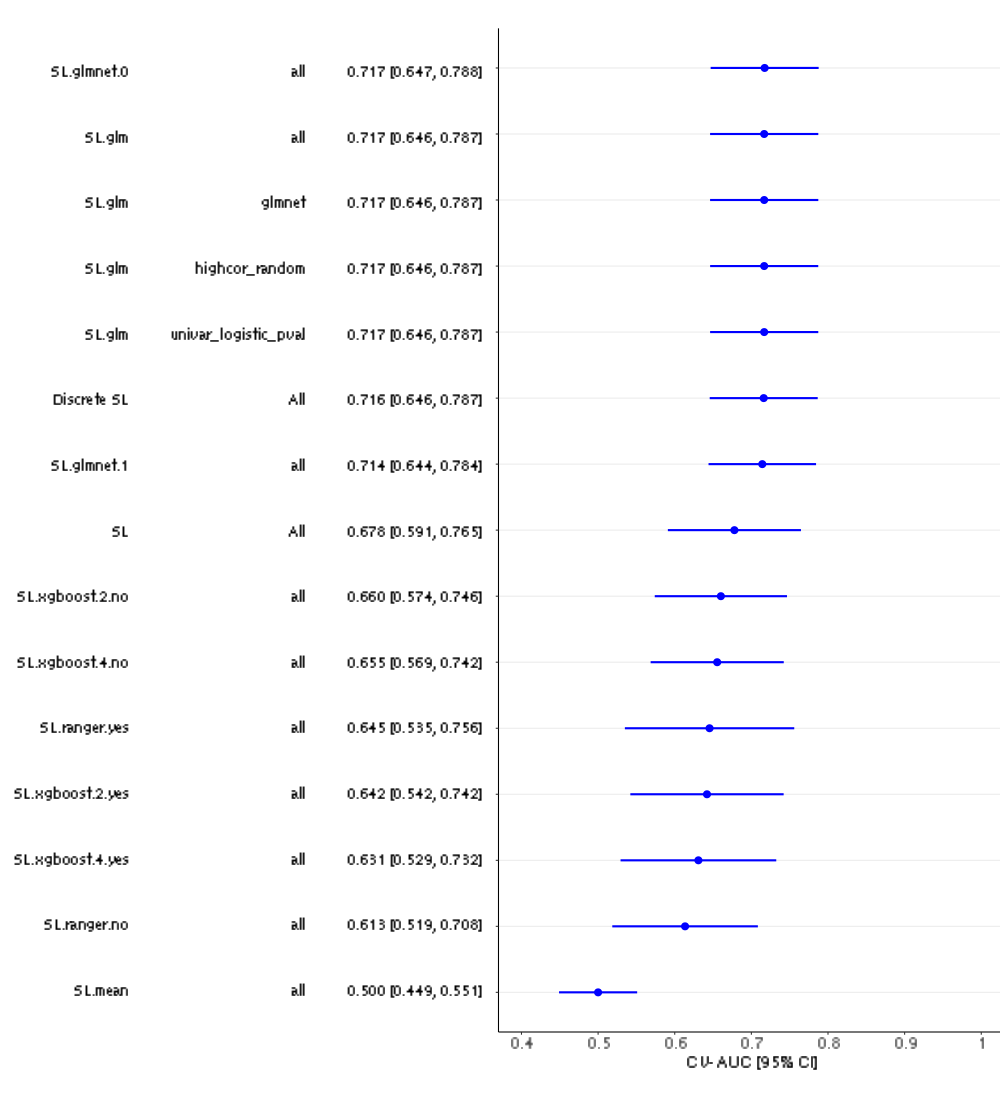 SL.glmnet.0 all 0.717 [0.647, 0.788]
SL.glm all 0.717 [0.646, 0.787]
SL.glm glmnet 0.717 [0.646, 0.787]
SL.glm highcor_random 0.717 [0.646, 0.787]
SL.glm univar_logistic_pval 0.717 [0.646, 0.787]
Discrete SL All 0.716 [0.646, 0.787]
SL.glmnet.1 all 0.714 [0.644, 0.784]
SL All 0.678 [0.591, 0.765]
SL.xgboost.2.no all 0.660 [0.574, 0.746]
SL.xgboost.4.no all 0.655 [0.569, 0.742]
SL.ranger.yes all 0.645 [0.535, 0.756]
SL.xgboost.2.yes all 0.642 [0.542, 0.742]
SL.xgboost.4.yes all 0.631 [0.529, 0.732]
SL.ranger.no all 0.613 [0.519, 0.708]
SL.mean all 0.500 [0.449, 0.551]
0.4 0.5 0.6 0.7 0.8 0.9 1
CV-AUC [95% CI]